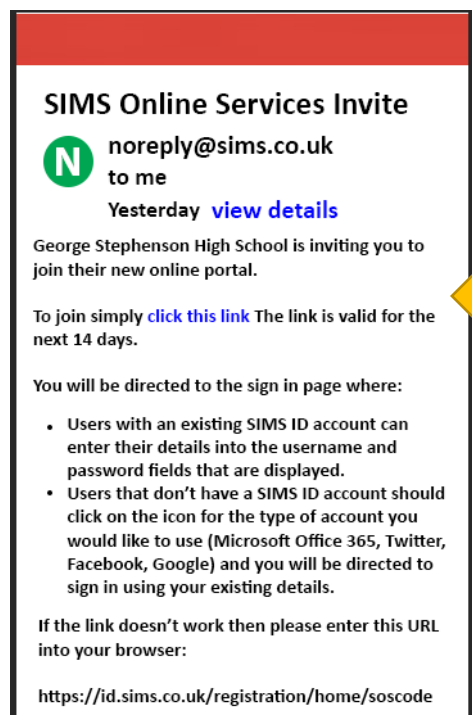 SIMS Online Services Invite
N
noreply@sims.co.uk
to me
Yesterday view details
George Stephenson High School is inviting you to
join their new online portal.
To join simply click this link The link is valid for the
next 14 days.
You will be directed to the sign in page where:
• Users with an existing SIMS ID account can
enter their details into the username and
password fields that are displayed.
• Users that don’t have a SIMS ID account should
click on the icon for the type of account you
would like to use (Microsoft Office 365, Twitter,
Facebook, Google) and you will be directed to
sign in using your existing details.
If the link doesn’t work then please enter this URL
into your browser:
https://id.sims.co.uk/registration/home/soscode